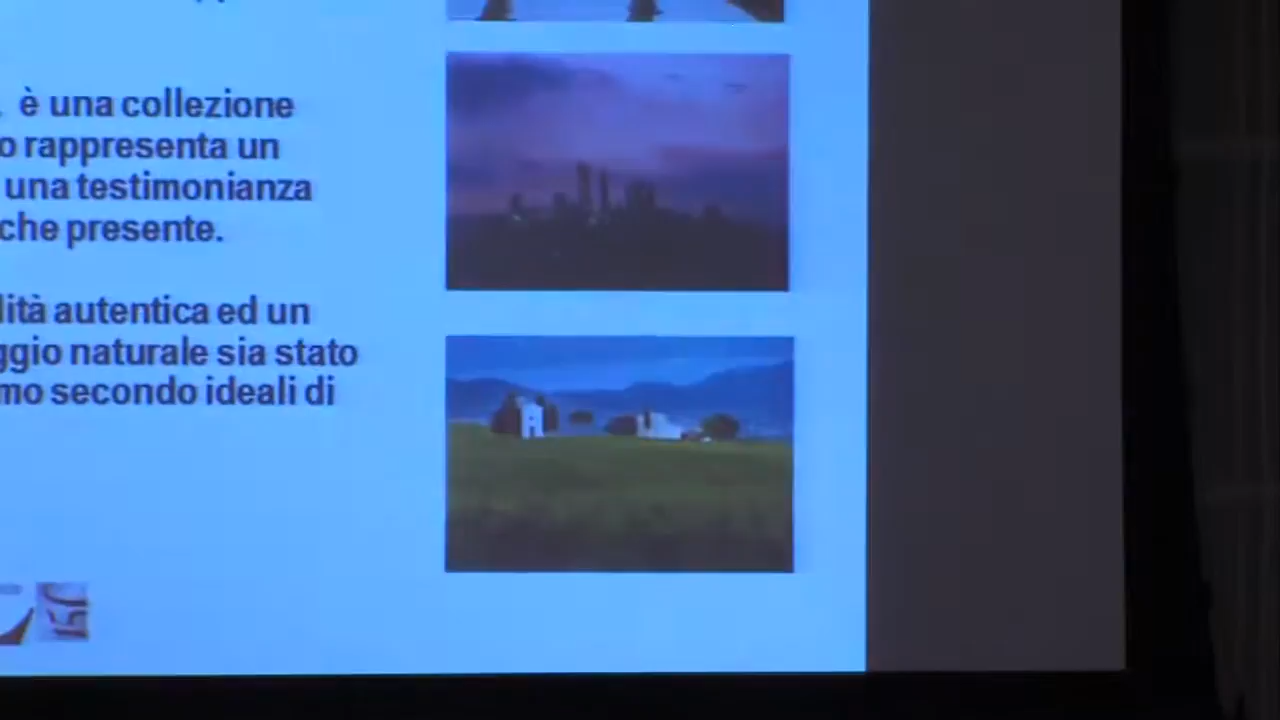 è una collezione
o rappresenta un
una testimonianza
che presente.
lità autentica ed un
ggio naturale sia stato
mo secondo ideali di
150